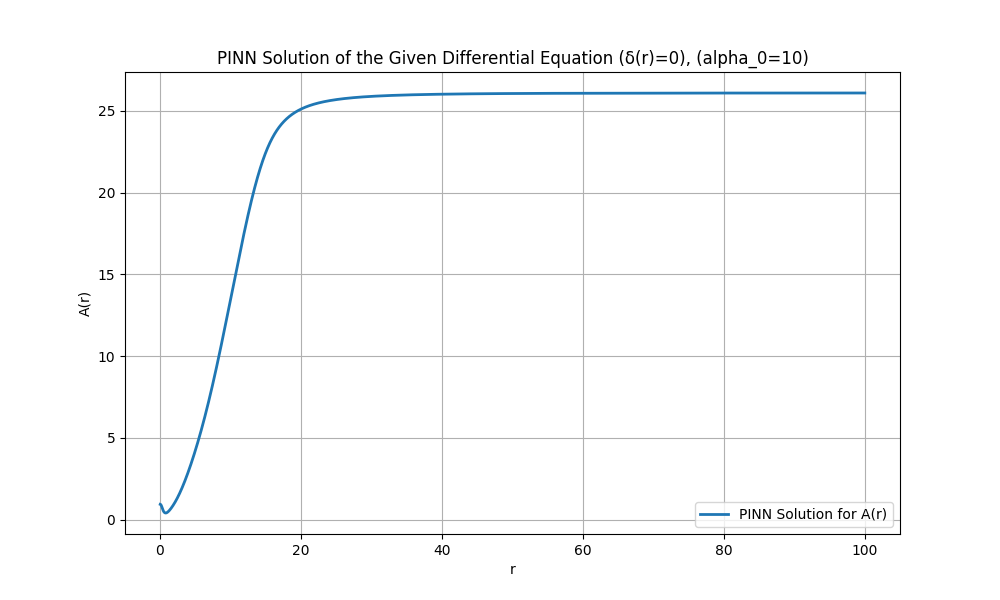 PINN Solution of the Given Differential Equation (δ(r)=0), (alpha_0=10)
A(r)
25
20
15
10
5
0
PINN Solution for A(r)
0 20 40 60 80 100
r